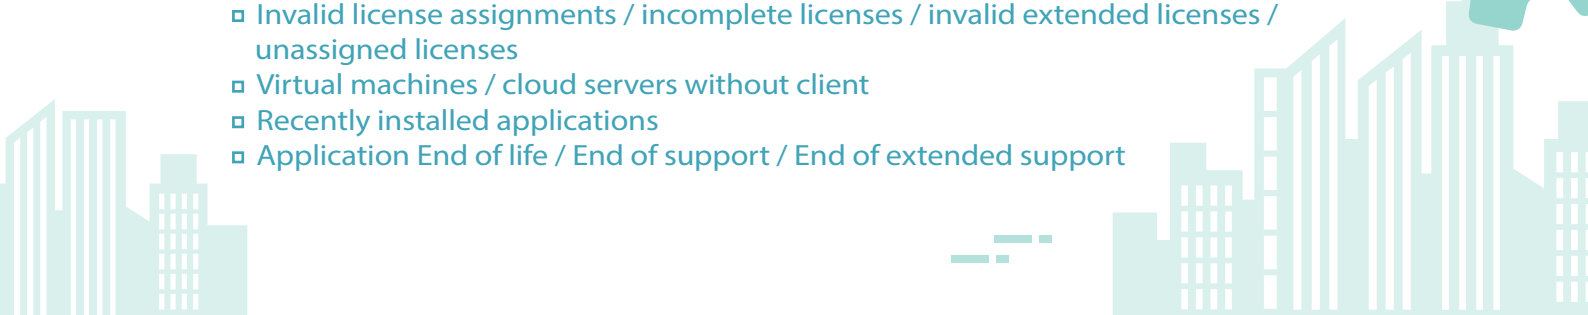 Invalid license assignments / incomplete licenses / invalid extended licenses /
unassigned licenses
Virtual machines / cloud servers without client
Recently installed applications
Application End of life / End of support / End of extended support